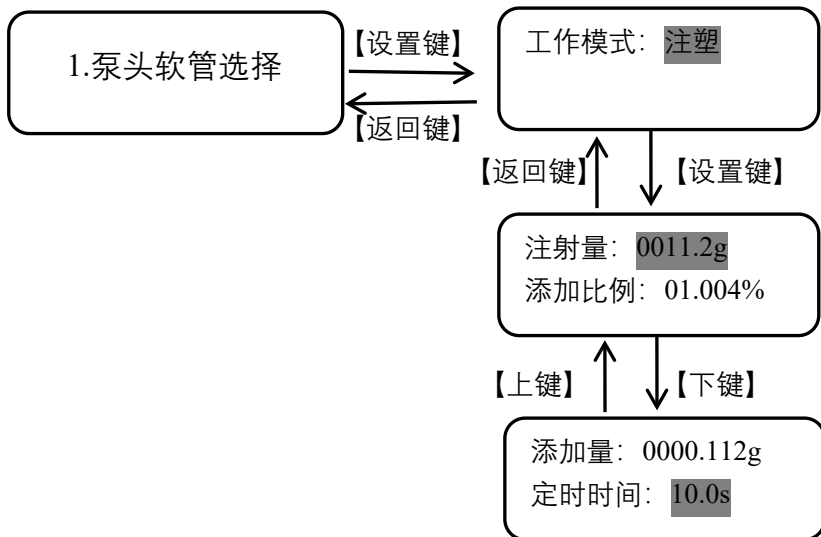 1.泵头软管选择
【设置键】
【返回键】
工作模式：注塑
【返回键】
【设置键】
注射量：0011.2g
添加比例：01.004%
【上键】
【下键】
添加量：0000.112g
定时时间：10.0s